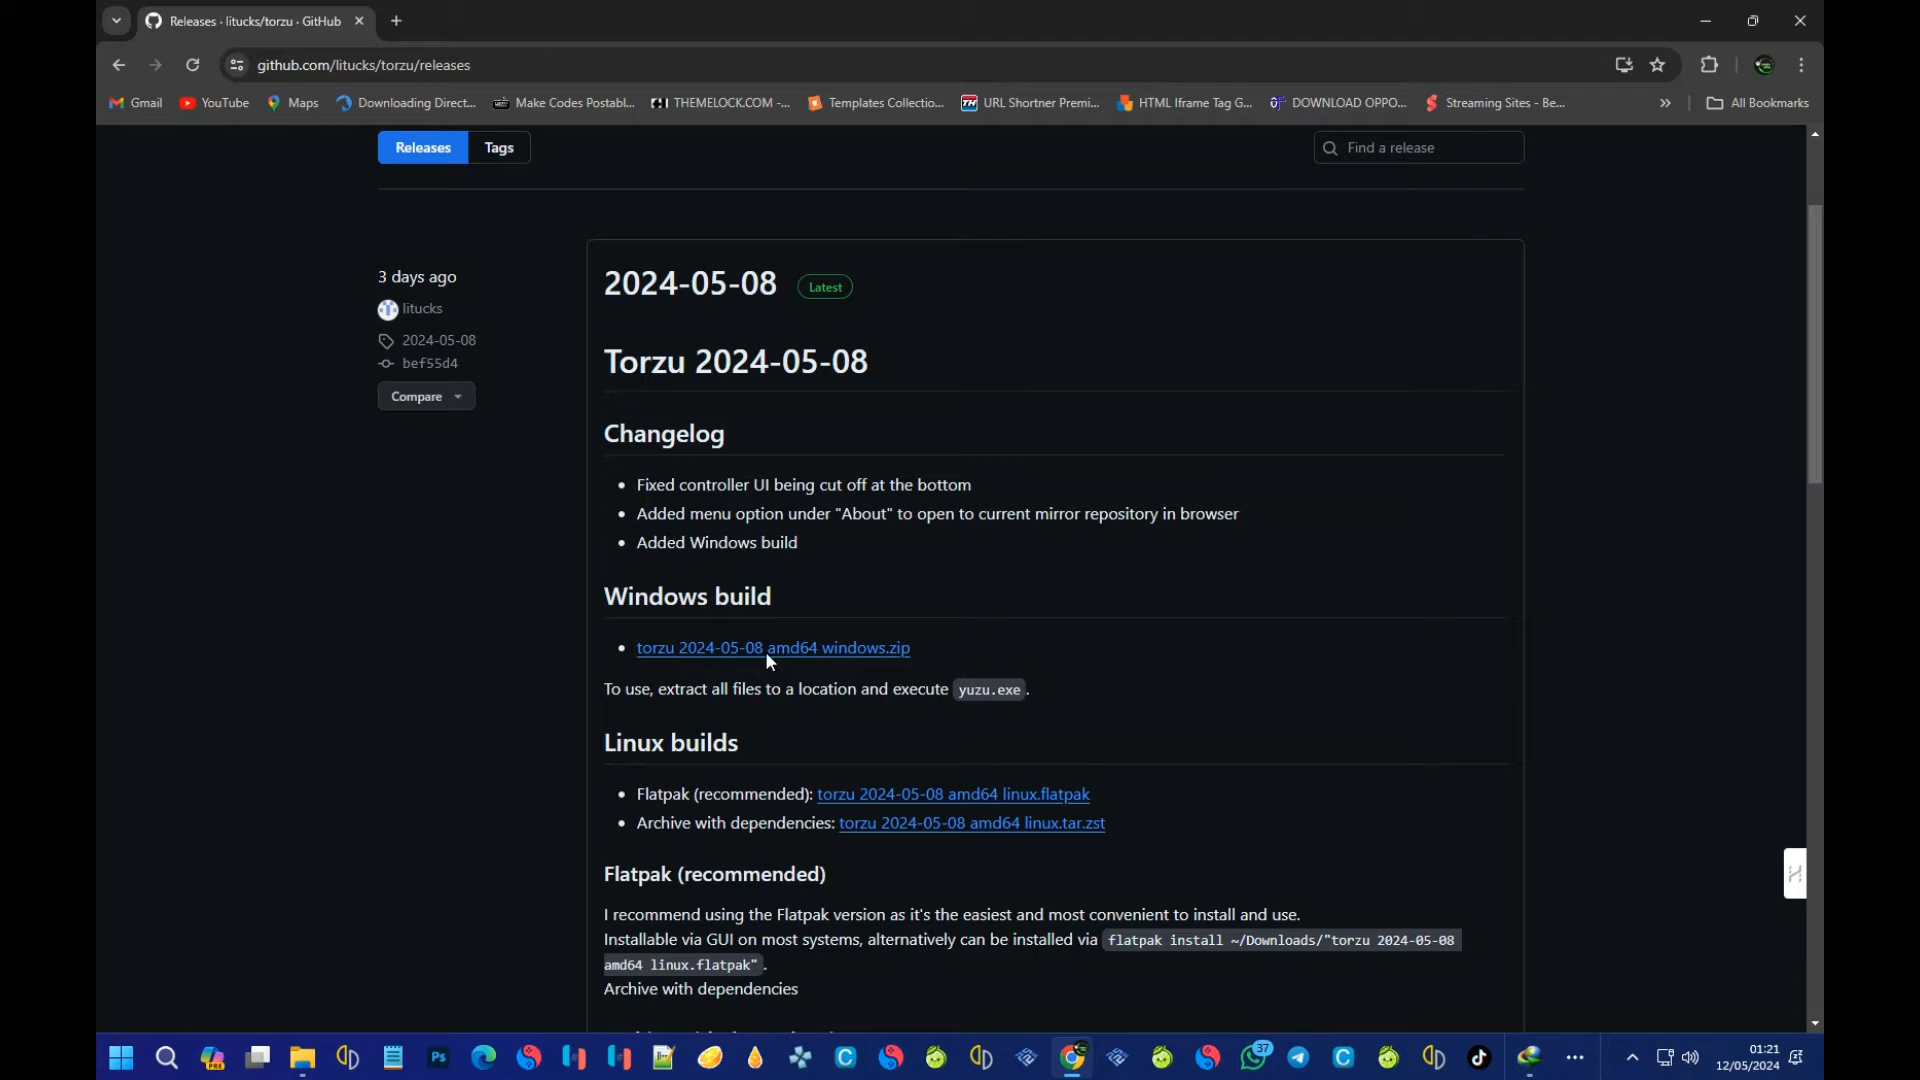 Releases · litucks/torzu · GitHub
github.com/litucks/torzu/releases
Gmail
YouTube
Maps
Downloading Direct...
Make Codes Postabl...
THEMELOCK.COM -...
Templates Collectio...
URL Shortner Premi...
HTML Iframe Tag G...
DOWNLOAD OPPO...
Streaming Sites - Be...
»
All Bookmarks
Releases
Tags
Find a release
3 days ago
litucks
2024-05-08
bef55d4
Compare
2024-05-08 Latest
Torzu 2024-05-08
Changelog
• Fixed controller UI being cut off at the bottom
• Added menu option under "About" to open to current mirror repository in browser
• Added Windows build
Windows build
• torzu 2024-05-08 amd64 windows.zip
To use, extract all files to a location and execute yuzu.exe.
Linux builds
• Flatpak (recommended): torzu 2024-05-08 amd64 linux.flatpak
• Archive with dependencies: torzu 2024-05-08 amd64 linux.tar.zst
Flatpak (recommended)
I recommend using the Flatpak version as it's the easiest and most convenient to install and use.
Installable via GUI on most systems, alternatively can be installed via flatpak install ~/Downloads/"torzu 2024-05-08
amd64 linux.flatpak".
Archive with dependencies
PRE
Ps
37
01:21
12/05/2024